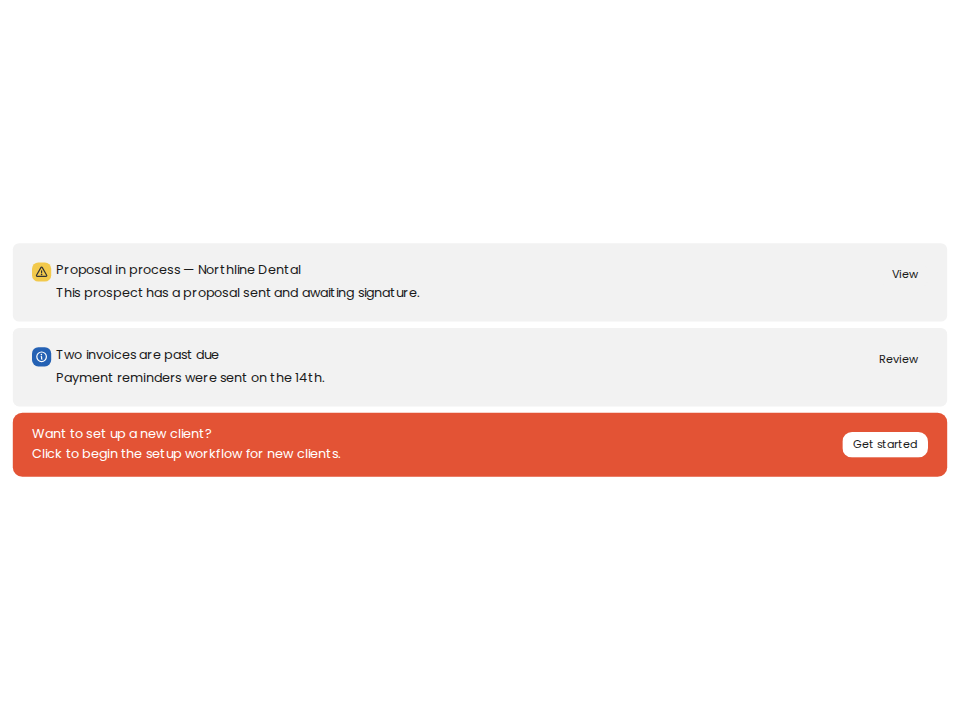 Proposal in process — Northline Dental
View
This prospect has a proposal sent and awaiting signature.
Two invoices are past due
Review
Payment reminders were sent on the 14th.
Want to set up a new client?
Click to begin the setup workflow for new clients.
Get started